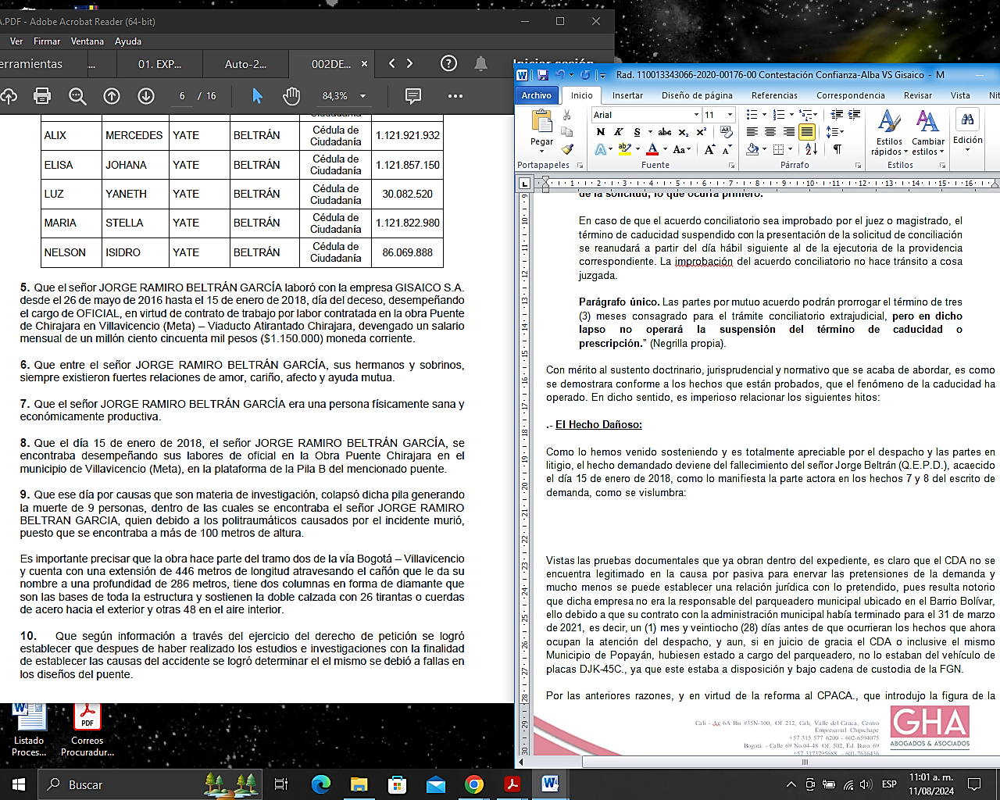 A.PDF - Adobe Acrobat Reader (64-bit)
Ver Firmar Ventana Ayuda
erramientas ... 01. EXP... Auto-2... 002DE... Iniciar sesión
6 / 16 84,3%
Ciudadanía
ALIX MERCEDES YATE BELTRÁN Cédula de Ciudadanía 1.121.921.932
ELISA JOHANA YATE BELTRÁN Cédula de Ciudadanía 1.121.857.150
LUZ YANETH YATE BELTRÁN Cédula de Ciudadanía 30.082.520
MARIA STELLA YATE BELTRÁN Cédula de Ciudadanía 1.121.822.980
NELSON ISIDRO YATE BELTRÁN Cédula de Ciudadanía 86.069.888
5. Que el señor JORGE RAMIRO BELTRÁN GARCÍA laboró con la empresa GISAICO S.A.
desde el 26 de mayo de 2016 hasta el 15 de enero de 2018, día del deceso, desempeñando
el cargo de OFICIAL, en virtud de contrato de trabajo por labor contratada en la obra Puente
de Chirajara en Villavicencio (Meta) – Viaducto Atirantado Chirajara, devengado un salario
mensual de un millón ciento cincuenta mil pesos ($1.150.000) moneda corriente.
6. Que entre el señor JORGE RAMIRO BELTRÁN GARCÍA, sus hermanos y sobrinos,
siempre existieron fuertes relaciones de amor, cariño, afecto y ayuda mutua.
7. Que el señor JORGE RAMIRO BELTRÁN GARCÍA era una persona físicamente sana y
económicamente productiva.
8. Que el día 15 de enero de 2018, el señor JORGE RAMIRO BELTRÁN GARCÍA, se
encontraba desempeñando sus labores de oficial en la Obra Puente Chirajara en el
municipio de Villavicencio (Meta), en la plataforma de la Pila B del mencionado puente.
9. Que ese día por causas que son materia de investigación, colapsó dicha pila generando
la muerte de 9 personas, dentro de las cuales se encontraba el señor JORGE RAMIRO
BELTRAN GARCIA, quien debido a los politraumáticos causados por el incidente murió,
puesto que se encontraba a más de 100 metros de altura.
Es importante precisar que la obra hace parte del tramo dos de la vía Bogotá – Villavicencio
y cuenta con una extensión de 446 metros de longitud atravesando el cañón que le da su
nombre a una profundidad de 286 metros, tiene dos columnas en forma de diamante que
son las bases de toda la estructura y sostienen la doble calzada con 26 tirantas o cuerdas
de acero hacia el exterior y otras 48 en el aire interior.
10. Que según información a través del ejercicio del derecho de petición se logró
establecer que despues de haber realizado los estudios e investigaciones con la finalidad
de establecer las causas del accidente se logró determinar el el mismo se debió a fallas en
los diseños del puente.
Rad. 110013343066-2020-00176-00 Contestación Confianza-Alba VS Gisaico - M
Archivo Inicio Insertar Diseño de página Referencias Correspondencia Revisar Vista Nit
Pegar Arial 11 Estilos rápidos Cambiar estilos Edición
Portapapeles Fuente Párrafo Estilos
1 2 3 4 5 6 7 8 9 10 11 12 13 14 15 16
de la solicitud, lo que ocurra primero.
En caso de que el acuerdo conciliatorio sea improbado por el juez o magistrado, el
término de caducidad suspendido con la presentación de la solicitud de conciliación
se reanudará a partir del día hábil siguiente al de la ejecutoria de la providencia
correspondiente. La improbación del acuerdo conciliatorio no hace tránsito a cosa
juzgada.
Parágrafo único. Las partes por mutuo acuerdo podrán prorrogar el término de tres
(3) meses consagrado para el trámite conciliatorio extrajudicial, pero en dicho
lapso no operará la suspensión del término de caducidad o
prescripción.” (Negrilla propia).
Con mérito al sustento doctrinario, jurisprudencial y normativo que se acaba de abordar, es como
se demostrara conforme a los hechos que están probados, que el fenómeno de la caducidad ha
operado. En dicho sentido, es imperioso relacionar los siguientes hitos:
.- El Hecho Dañoso:
Como lo hemos venido sosteniendo y es totalmente apreciable por el despacho y las partes en
litigio, el hecho demandado deviene del fallecimiento del señor Jorge Beltrán (Q.E.P.D.), acaecido
el día 15 de enero de 2018, como lo manifiesta la parte actora en los hechos 7 y 8 del escrito de
demanda, como se vislumbra:
Vistas las pruebas documentales que ya obran dentro del expediente, es claro que el CDA no se
encuentra legitimado en la causa por pasiva para enervar las pretensiones de la demanda y
mucho menos se puede establecer una relación jurídica con lo pretendido, pues resulta notorio
que dicha empresa no era la responsable del parqueadero municipal ubicado en el Barrio Bolívar,
ello debido a que su contrato con la administración municipal había terminado para el 31 de marzo
de 2021, es decir, un (1) mes y veintiocho (28) días antes de que ocurrieran los hechos que ahora
ocupan la atención del despacho, y aun, si en juicio de gracia el CDA o inclusive el mismo
Municipio de Popayán, hubiesen estado a cargo del parqueadero, no lo estaban del vehículo de
placas DJK-45C., ya que este estaba a disposición y bajo cadena de custodia de la FGN.
Por las anteriores razones, y en virtud de la reforma al CPACA., que introdujo la figura de la
Cali - Av 6A Bis #35N-100, Of. 212, Cali, Valle del Cauca, Centro
Empresarial Chipichape
+57 315 577 6200 - 602-6594075
Bogotá - Calle 69 No.04-48 Of. 502, Ed. Buro 69
+57 3173795688 - 601-7616436
GHA
ABOGADOS & ASOCIADOS
Listado
Proces...
Correos
Procuradur...
Buscar
ESP
11:01 a. m.
11/08/2024